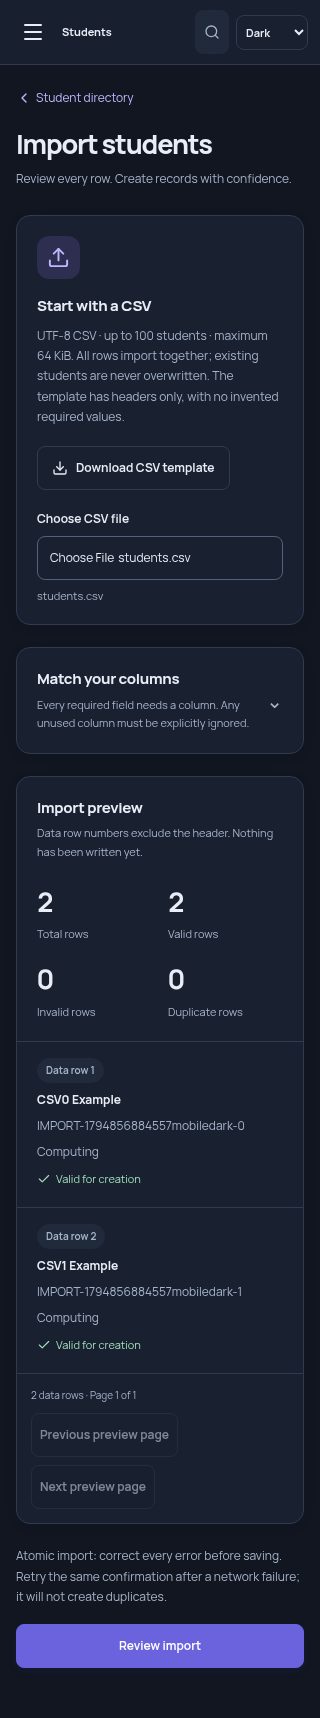 Students
Dark
Student directory
Import students
Review every row. Create records with confidence.
Start with a CSV
UTF-8 CSV · up to 100 students · maximum
64 KiB. All rows import together; existing
students are never overwritten. The
template has headers only, with no invented
required values.
Download CSV template
Choose CSV file
Choose File students.csv
students.csv
Match your columns
Every required field needs a column. Any
unused column must be explicitly ignored.
Import preview
Data row numbers exclude the header. Nothing
has been written yet.
2 2
Total rows Valid rows
0 0
Invalid rows Duplicate rows
Data row 1
CSV0 Example
IMPORT-1794856884557mobiledark-0
Computing
Valid for creation
Data row 2
CSV1 Example
IMPORT-1794856884557mobiledark-1
Computing
Valid for creation
2 data rows · Page 1 of 1
Previous preview page
Next preview page
Atomic import: correct every error before saving.
Retry the same confirmation after a network failure;
it will not create duplicates.
Review import